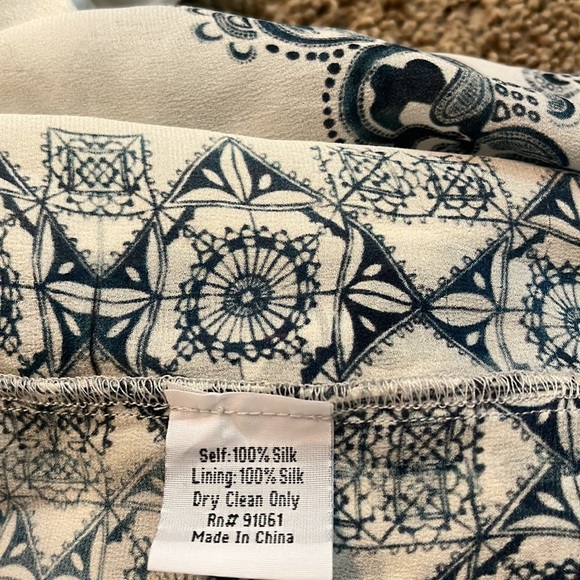 Self:100% Silk
Lining:100% Silk
Dry Clean Only
Rn# 91061
Made In China